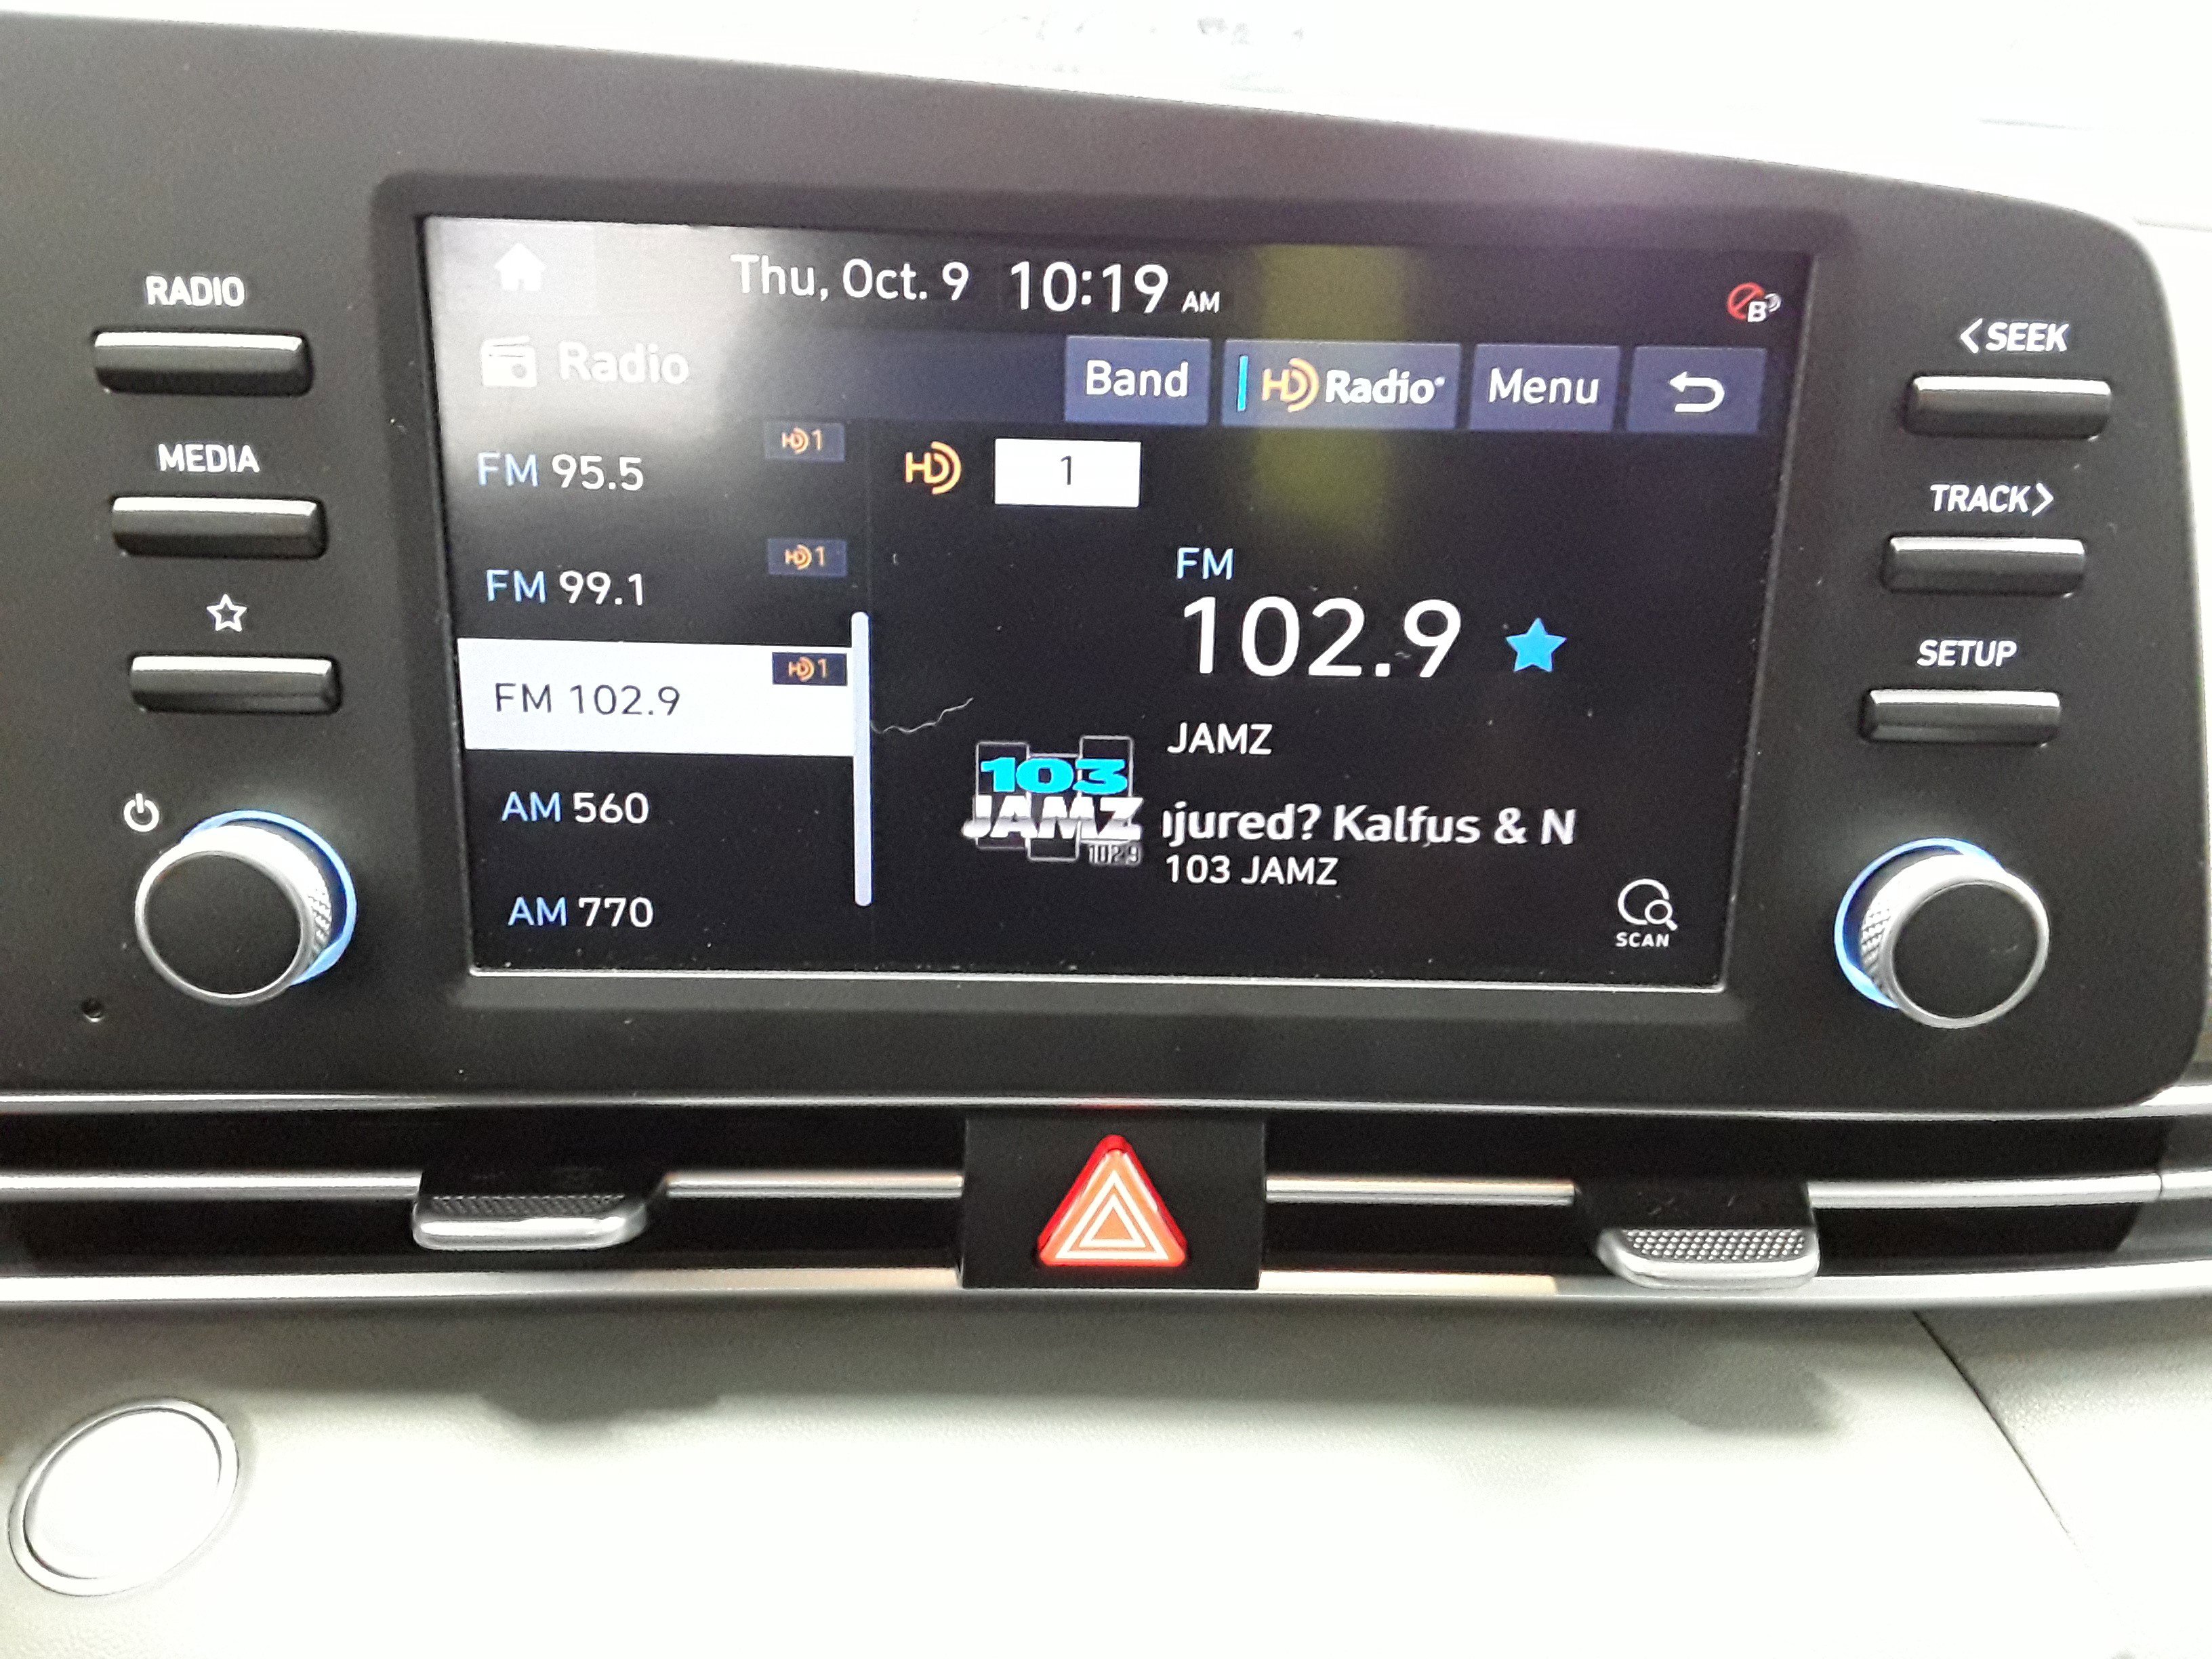 RADIO
MEDIA
Thu, Oct. 9 10:19 AM
B
Radio
Band
HD Radio
Menu
FM 95.5 HD 1
FM 99.1 HD 1
FM 102.9 HD 1
AM 560
AM 770
HD 1
FM
102.9
JAMZ
103
JAMZ
102.9
jured? Kalfus & N
103 JAMZ
SCAN
< SEEK
TRACK >
SETUP